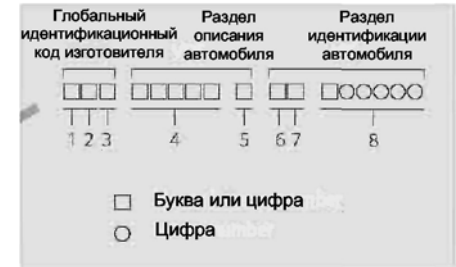 Глобальный идентификационный код изготовителя
Раздел описания автомобиля
Раздел идентификации автомобиля
1 2 3 4 5 6 7 8
Буква или цифра
Цифра